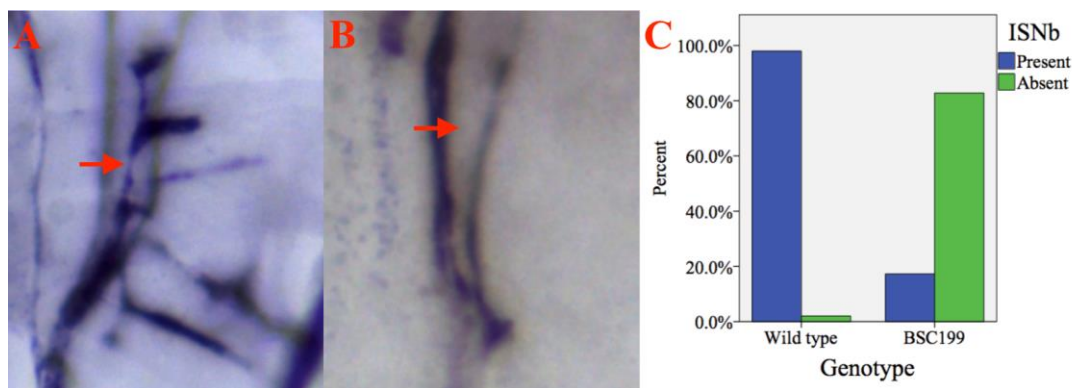 A
B
C
ISNb
Present
Absent
100.0%
80.0%
60.0%
40.0%
20.0%
0.0%
Percent
Wild type
BSC199
Genotype